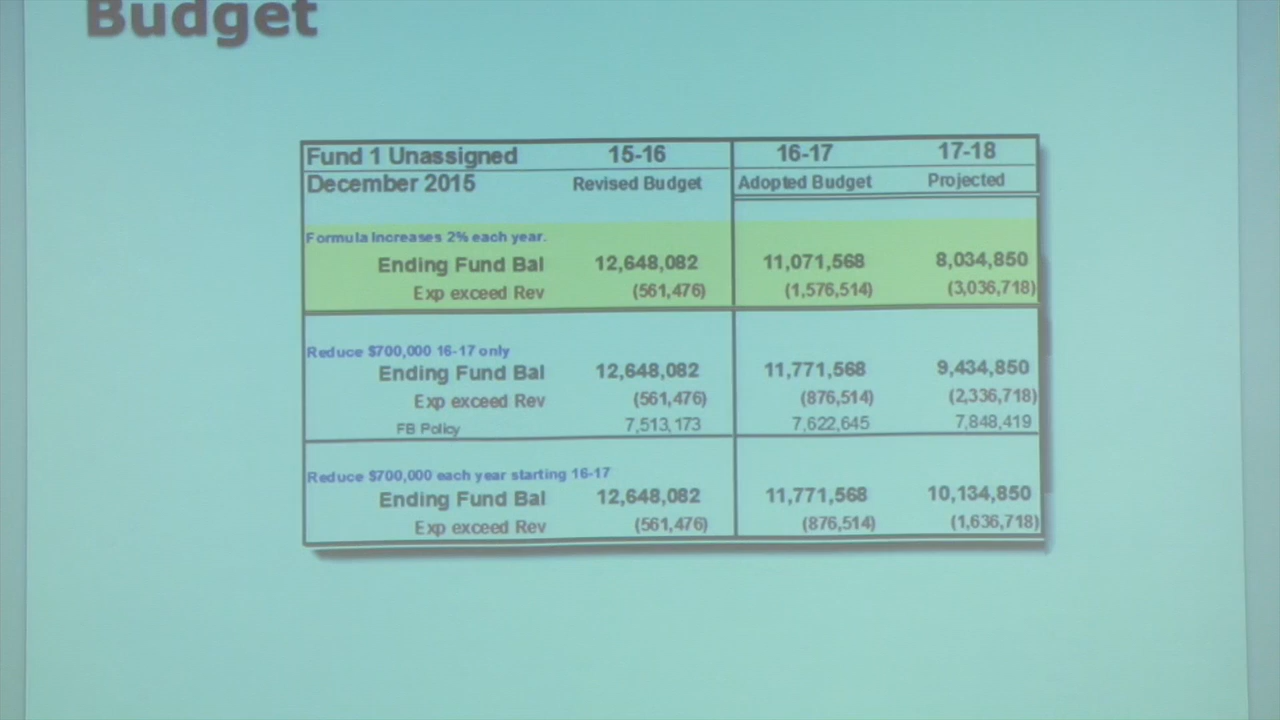 Budget
Fund 1 Unassigned 15-16 16-17 17-18
December 2015 Revised Budget Adopted Budget Projected
Formula Increases 2% each year.
Ending Fund Bal 12,648,082 11,071,568 8,034,850
Exp exceed Rev (561,476) (1,576,514) (3,036,718)
Reduce $700,000 16-17 only
Ending Fund Bal 12,648,082 11,771,568 9,434,850
Exp exceed Rev (561,476) (876,514) (2,336,718)
FB Policy 7,513,173 7,622,645 7,848,419
Reduce $700,000 each year starting 16-17
Ending Fund Bal 12,648,082 11,771,568 10,134,850
Exp exceed Rev (561,476) (876,514) (1,636,718)